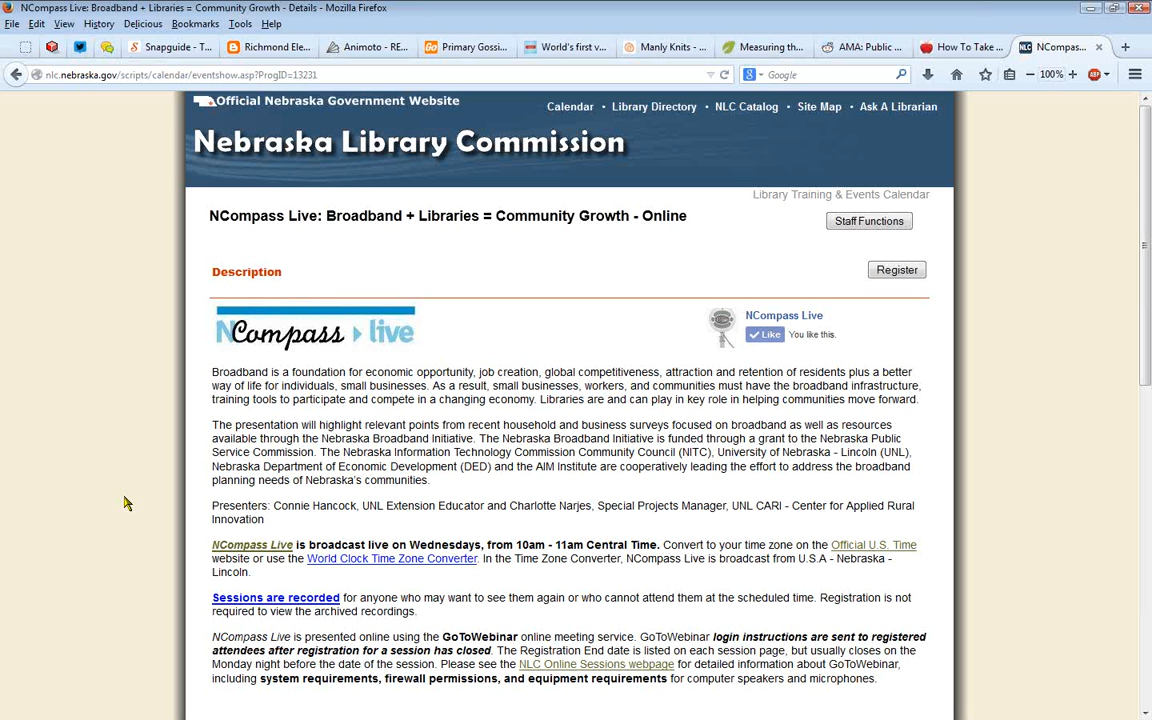 NCompass Live: Broadband + Libraries = Community Growth - Details - Mozilla Firefox
File Edit View History Delicious Bookmarks Tools Help
Snapguide - T... Richmond Ele... Animoto - RE... Primary Gossi... World's first v... Manly Knits - ... Measuring th... AMA: Public ... How To Take ... NLC NCompas...
nlc.nebraska.gov/scripts/calendar/eventshow.asp?ProgID=13231 Google 100% ABP
Official Nebraska Government Website
Calendar • Library Directory • NLC Catalog • Site Map • Ask A Librarian
Nebraska Library Commission
Library Training & Events Calendar
NCompass Live: Broadband + Libraries = Community Growth - Online
Staff Functions
Description
Register
NCompass live
NCompass Live
Like You like this.
Broadband is a foundation for economic opportunity, job creation, global competitiveness, attraction and retention of residents plus a better
way of life for individuals, small businesses. As a result, small businesses, workers, and communities must have the broadband infrastructure,
training tools to participate and compete in a changing economy. Libraries are and can play in key role in helping communities move forward.
The presentation will highlight relevant points from recent household and business surveys focused on broadband as well as resources
available through the Nebraska Broadband Initiative. The Nebraska Broadband Initiative is funded through a grant to the Nebraska Public
Service Commission. The Nebraska Information Technology Commission Community Council (NITC), University of Nebraska - Lincoln (UNL),
Nebraska Department of Economic Development (DED) and the AIM Institute are cooperatively leading the effort to address the broadband
planning needs of Nebraska's communities.
Presenters: Connie Hancock, UNL Extension Educator and Charlotte Narjes, Special Projects Manager, UNL CARI - Center for Applied Rural
Innovation
NCompass Live is broadcast live on Wednesdays, from 10am - 11am Central Time. Convert to your time zone on the Official U.S. Time
website or use the World Clock Time Zone Converter. In the Time Zone Converter, NCompass Live is broadcast from U.S.A - Nebraska -
Lincoln.
Sessions are recorded for anyone who may want to see them again or who cannot attend them at the scheduled time. Registration is not
required to view the archived recordings.
NCompass Live is presented online using the GoToWebinar online meeting service. GoToWebinar login instructions are sent to registered
attendees after registration for a session has closed. The Registration End date is listed on each session page, but usually closes on the
Monday night before the date of the session. Please see the NLC Online Sessions webpage for detailed information about GoToWebinar,
including system requirements, firewall permissions, and equipment requirements for computer speakers and microphones.